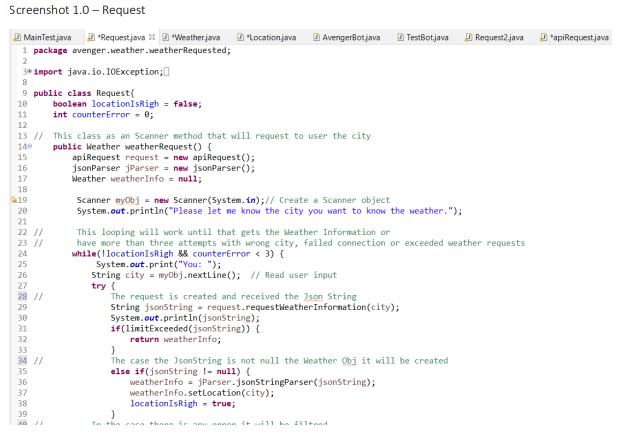 Screenshot 1.0 – Request
MainTest.java *Request.java *Weather.java *Location.java AvengerBot.java TestBot.java Request2.java *apiRequest.java
1 package avenger.weather.weatherRequested;
2
3 import java.io.IOException;
8
9 public class Request{
10 boolean locationIsRigh = false;
11 int counterError = 0;
12
13 // This class as an Scanner method that will request to user the city
14 public Weather weatherRequest() {
15 apiRequest request = new apiRequest();
16 jsonParser jParser = new jsonParser();
17 Weather weatherInfo = null;
18
19 Scanner myObj = new Scanner(System.in);// Create a Scanner object
20 System.out.println("Please let me know the city you want to know the weather.");
21
22 // This looping will work until that gets the Weather Information or
23 // have more than three attempts with wrong city, failed connection or exceeded weather requests
24 while(!locationIsRigh && counterError < 3) {
25 System.out.print("You: ");
26 String city = myObj.nextLine(); // Read user input
27 try {
28 // The request is created and received the Json String
29 String jsonString = request.requestWeatherInformation(city);
30 System.out.println(jsonString);
31 if(limitExceeded(jsonString)) {
32 return weatherInfo;
33 }
34 // The case the JsonString is not null the Weather Obj it will be created
35 else if(jsonString != null) {
36 weatherInfo = jParser.jsonStringParser(jsonString);
37 weatherInfo.setLocation(city);
38 locationIsRigh = true;
39 }
40 // In the case there is any error it will be filtred